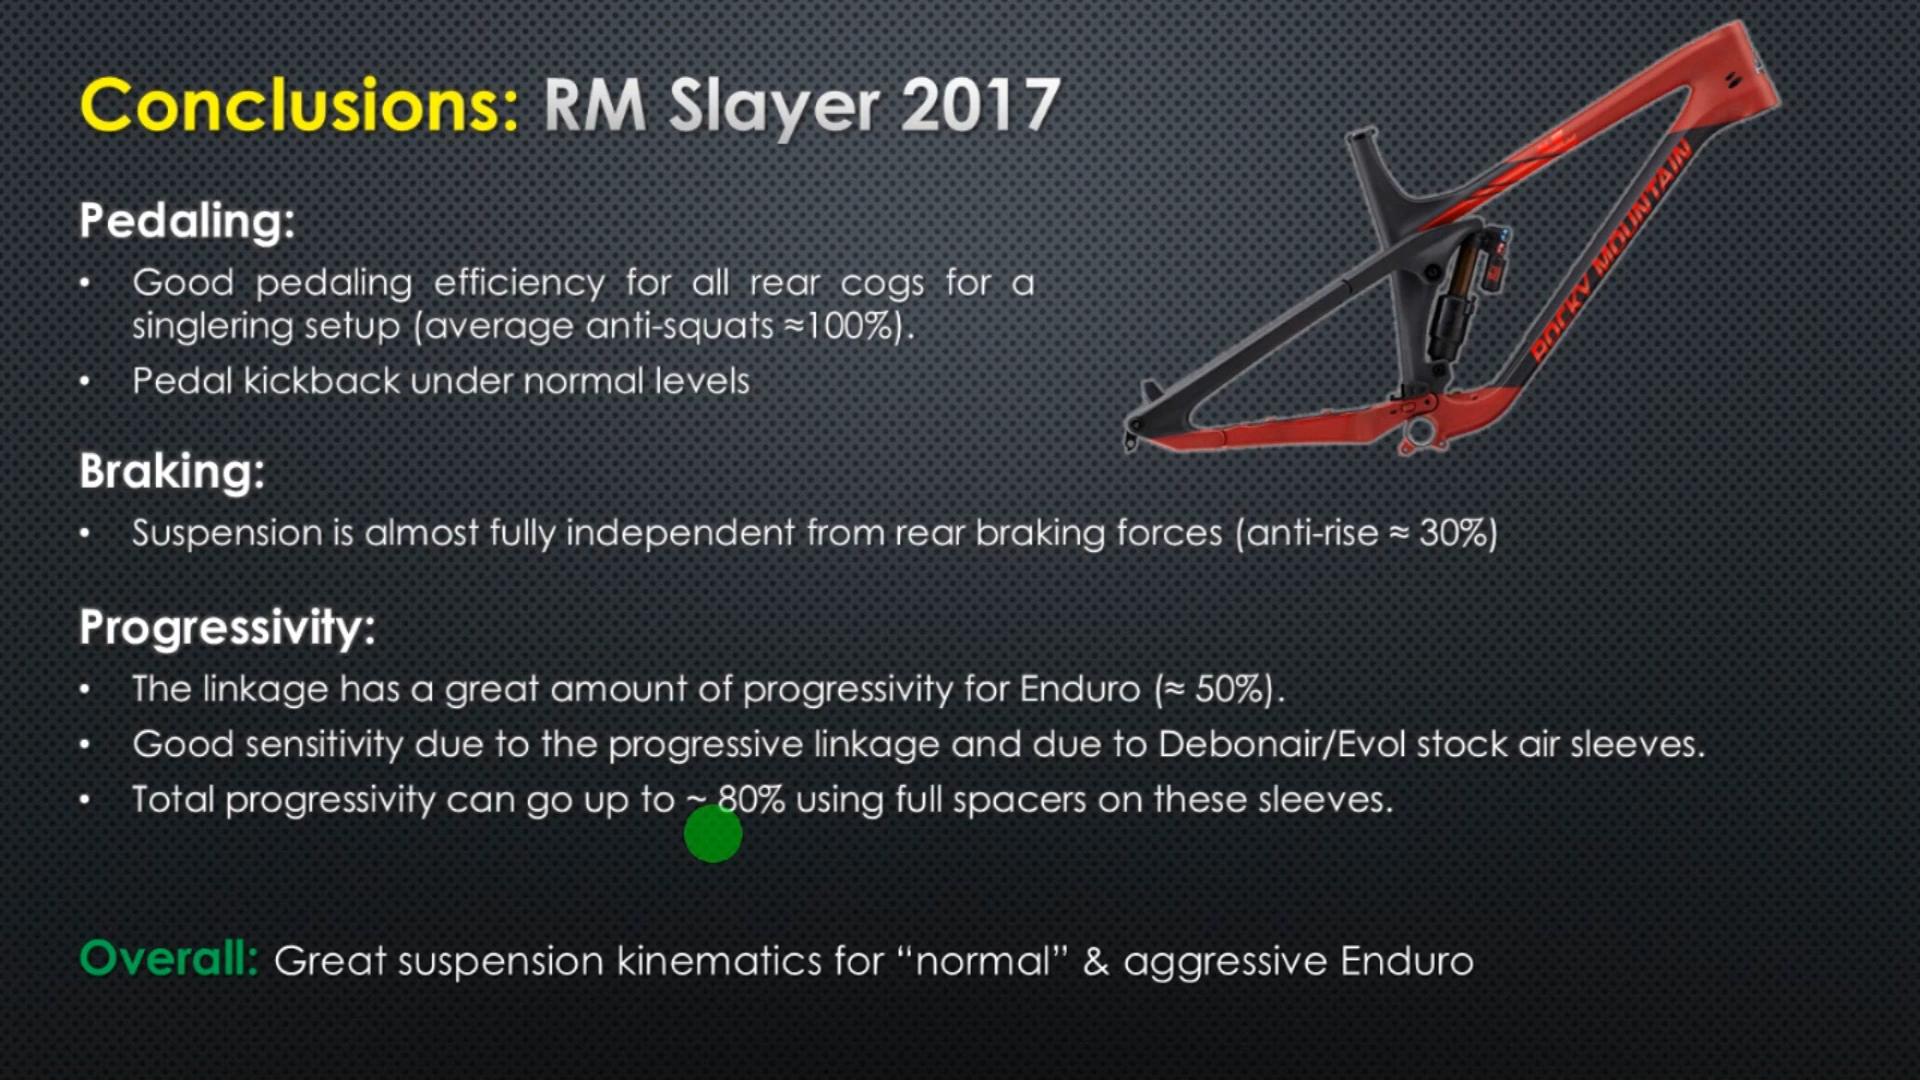 Conclusions: RM Slayer 2017
ROCKY MOUNTAIN
Pedaling:
• Good pedaling efficiency for all rear cogs for a
singlering setup (average anti-squats ≈100%).
• Pedal kickback under normal levels
Braking:
• Suspension is almost fully independent from rear braking forces (anti-rise ≈ 30%)
Progressivity:
• The linkage has a great amount of progressivity for Enduro (≈ 50%).
• Good sensitivity due to the progressive linkage and due to Debonair/Evol stock air sleeves.
• Total progressivity can go up to ~ 80% using full spacers on these sleeves.
Overall: Great suspension kinematics for “normal” & aggressive Enduro